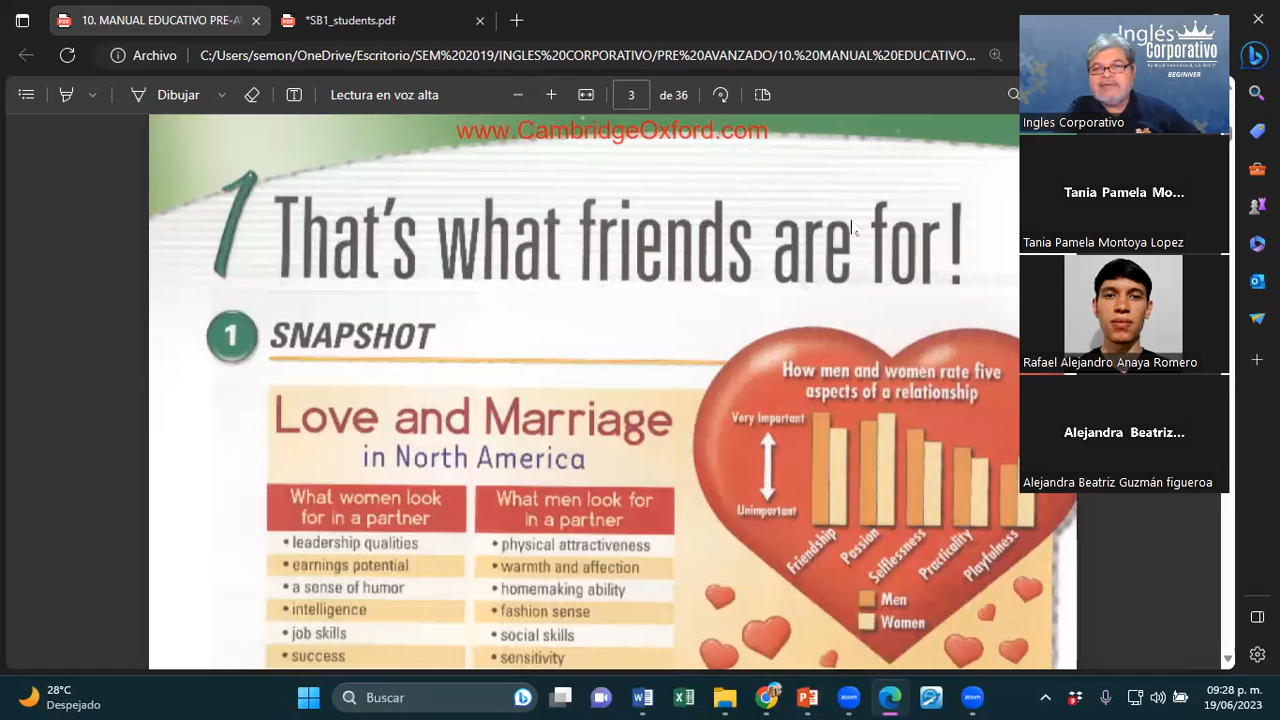 10. MANUAL EDUCATIVO PRE-A
*SB1_students.pdf
Archivo
C:/Users/semon/OneDrive/Escritorio/SEM%202019/INGLES%20CORPORATIVO/PRE%20AVANZADO/10.%20MANUAL%20EDUCATIVO...
Dibujar
Lectura en voz alta
3
de 36
www.CambridgeOxford.com
1 That's what friends are for!
1 SNAPSHOT
Love and Marriage
in North America
What women look
for in a partner
• leadership qualities
• earnings potential
• a sense of humor
• intelligence
• job skills
• success
What men look for
in a partner
• physical attractiveness
• warmth and affection
• homemaking ability
• fashion sense
• social skills
• sensitivity
How men and women rate five
aspects of a relationship
Very Important
Unimportant
Friendship
Passion
Selflessness
Practicality
Playfulness
Men
Women
Inglés
Corporativo
BEGINNER
Ingles Corporativo
Tania Pamela Mo...
Tania Pamela Montoya Lopez
Rafael Alejandro Anaya Romero
Alejandra Beatriz...
Alejandra Beatriz Guzmán figueroa
28°C
Despejado
Buscar
09:28 p. m.
19/06/2023